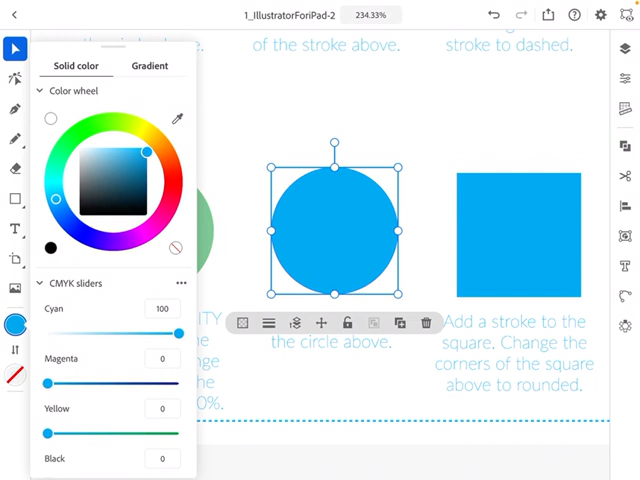 1_IllustratorForiPad-2
234.33%
of the stroke above.
stroke to dashed.
Solid color
Gradient
Color wheel
CMYK sliders
Cyan
100
Magenta
0
Yellow
0
Black
0
the circle above.
Add a stroke to the
square. Change the
corners of the square
above to rounded.
ITY
0%.